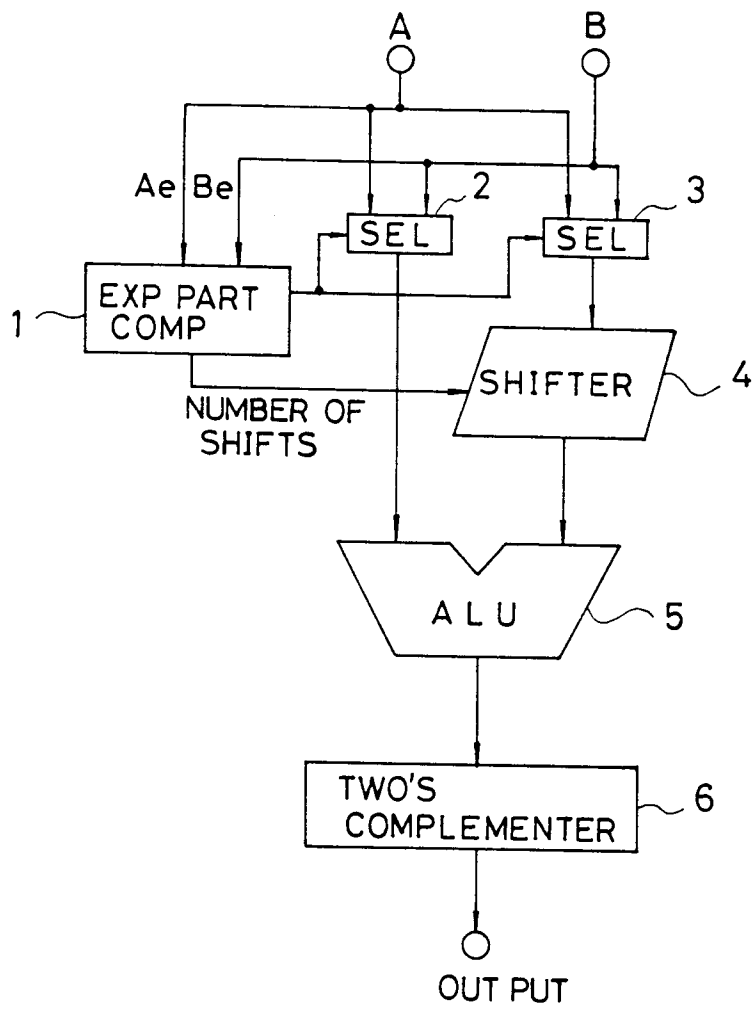 A
B
Ae Be
2
3
SEL
SEL
1
EXP PART
COMP
SHIFTER
4
NUMBER OF
SHIFTS
ALU
5
TWO'S
COMPLEMENTER
6
OUT PUT